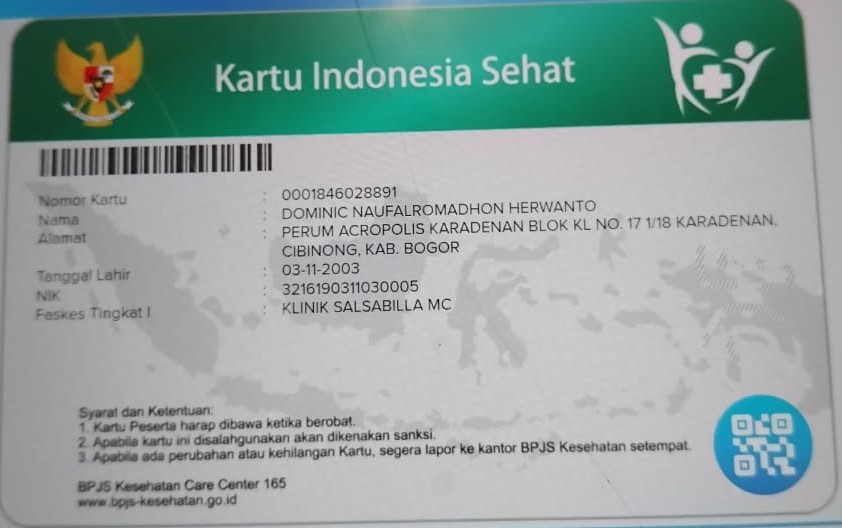 Kartu Indonesia Sehat
Nomor Kartu : 0001846028891
Nama : DOMINIC NAUFALROMADHON HERWANTO
Alamat : PERUM ACROPOLIS KARADENAN BLOK KL NO. 17 1/18 KARADENAN,
CIBINONG, KAB. BOGOR
Tanggal Lahir : 03-11-2003
NIK : 3216190311030005
Faskes Tingkat I : KLINIK SALSABILLA MC
Syarat dan Ketentuan:
1. Kartu Peserta harap dibawa ketika berobat.
2. Apabila kartu ini disalahgunakan akan dikenakan sanksi.
3. Apabila ada perubahan atau kehilangan Kartu, segera lapor ke kantor BPJS Kesehatan setempat.
BPJS Kesehatan Care Center 165
www.bpjs-kesehatan.go.id